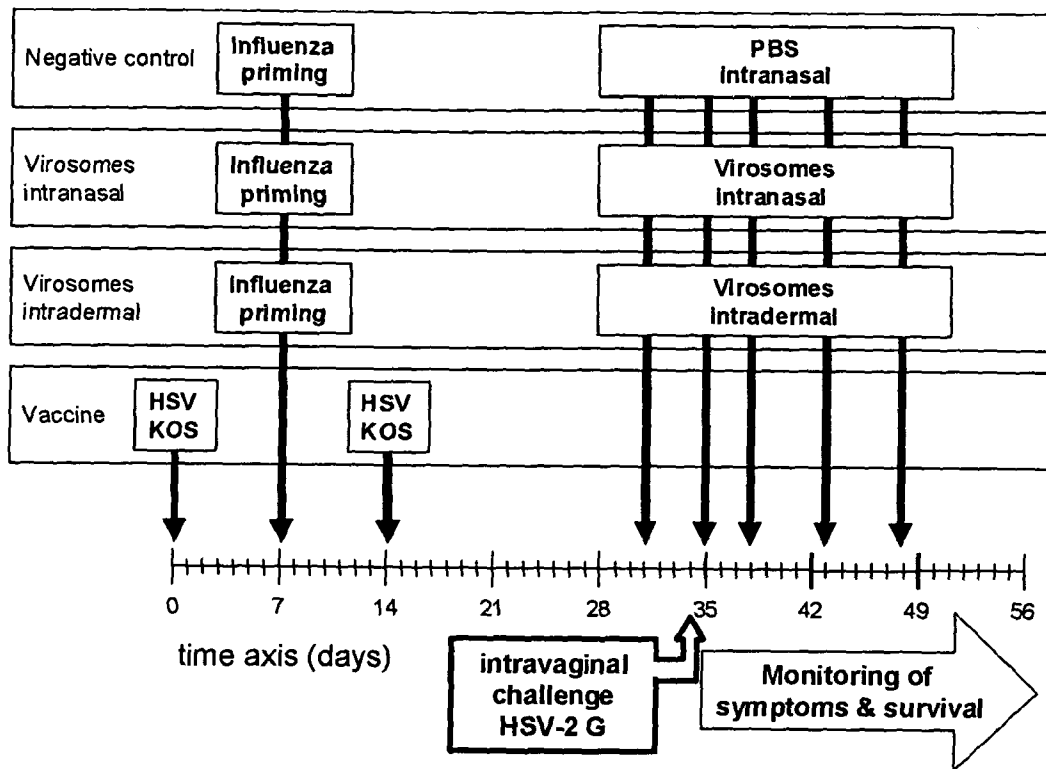 Negative control
Influenza
priming
PBS
intranasal
Virosomes
intranasal
Influenza
priming
Virosomes
intranasal
Virosomes
intradermal
Influenza
priming
Virosomes
intradermal
Vaccine
HSV
KOS
HSV
KOS
0 7 14 21 28 35 42 49 56
time axis (days)
intravaginal
challenge
HSV-2 G
Monitoring of
symptoms & survival